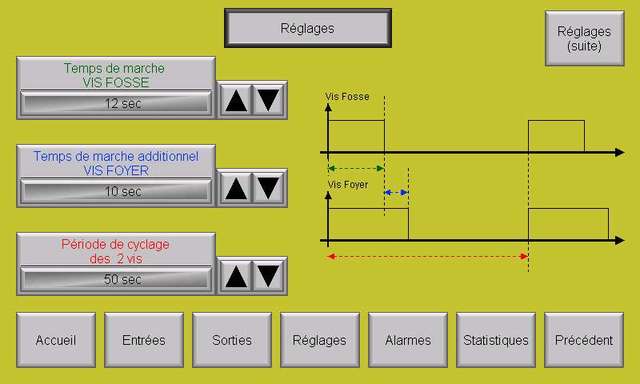 Réglages
Réglages
(suite)
Temps de marche
VIS FOSSE
12 sec
Temps de marche additionnel
VIS FOYER
10 sec
Période de cyclage
des 2 vis
50 sec
Vis Fosse
Vis Foyer
Accueil
Entrées
Sorties
Réglages
Alarmes
Statistiques
Précédent